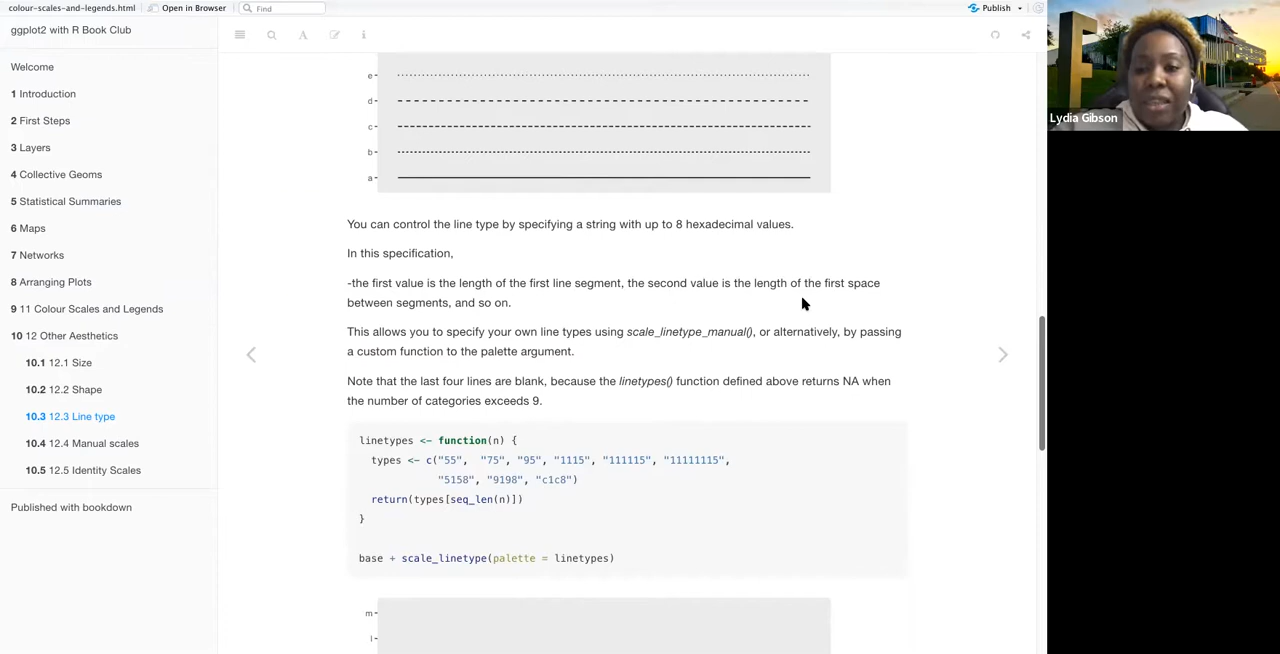 colour-scales-and-legends.html
Open in Browser
Find
Publish
ggplot2 with R Book Club
Welcome
1 Introduction
2 First Steps
3 Layers
4 Collective Geoms
5 Statistical Summaries
6 Maps
7 Networks
8 Arranging Plots
9 11 Colour Scales and Legends
10 12 Other Aesthetics
10.1 12.1 Size
10.2 12.2 Shape
10.3 12.3 Line type
10.4 12.4 Manual scales
10.5 12.5 Identity Scales
Published with bookdown
e
d
c
b
a
You can control the line type by specifying a string with up to 8 hexadecimal values.
In this specification,
-the first value is the length of the first line segment, the second value is the length of the first space
between segments, and so on.
This allows you to specify your own line types using scale_linetype_manual(), or alternatively, by passing
a custom function to the palette argument.
Note that the last four lines are blank, because the linetypes() function defined above returns NA when
the number of categories exceeds 9.
linetypes <- function(n) {
types <- c("55", "75", "95", "1115", "111115", "11111115",
"5158", "9198", "c1c8")
return(types[seq_len(n)])
}
base + scale_linetype(palette = linetypes)
m
l
Lydia Gibson